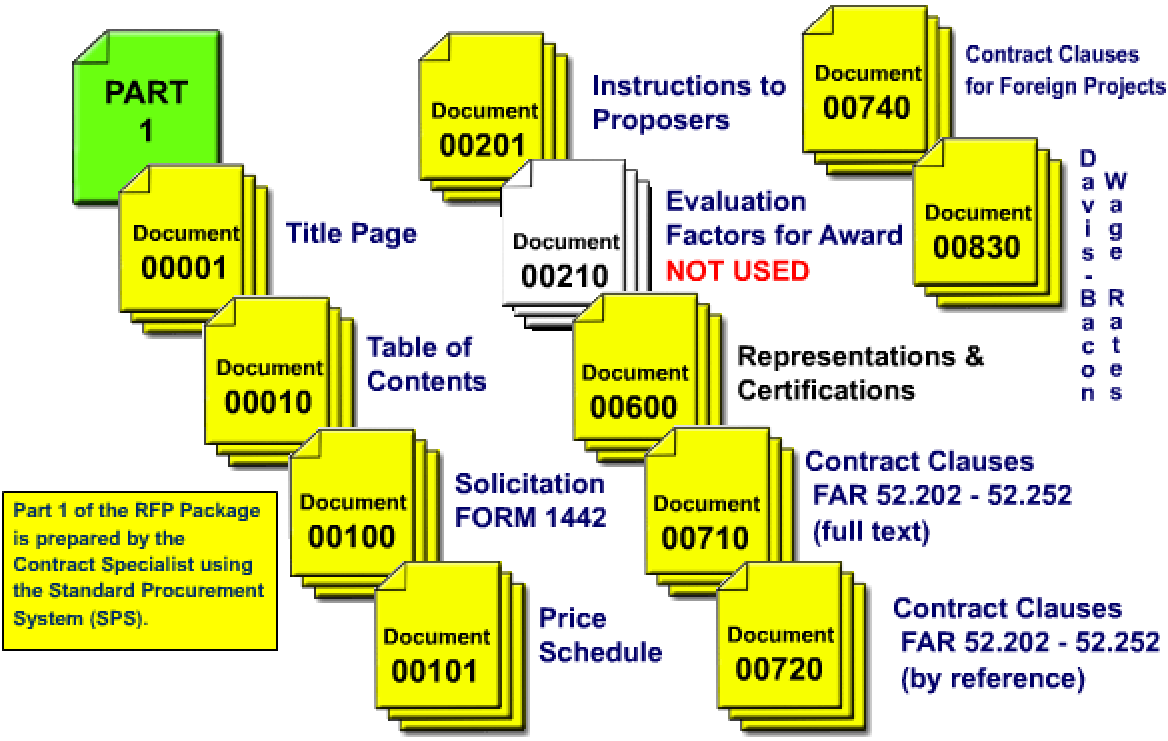 PART
1
Document
00001
Title Page
Document
00010
Table of
Contents
Document
00100
Solicitation
FORM 1442
Document
00101
Price
Schedule
Part 1 of the RFP Package
is prepared by the
Contract Specialist using
the Standard Procurement
System (SPS).
Document
00201
Instructions to
Proposers
Document
00210
Evaluation
Factors for Award
NOT USED
Document
00600
Representations &
Certifications
Document
00710
Contract Clauses
FAR 52.202 - 52.252
(full text)
Document
00720
Contract Clauses
FAR 52.202 - 52.252
(by reference)
Document
00740
Contract Clauses
for Foreign Projects
Document
00830
Davis-Bacon
Wage Rates